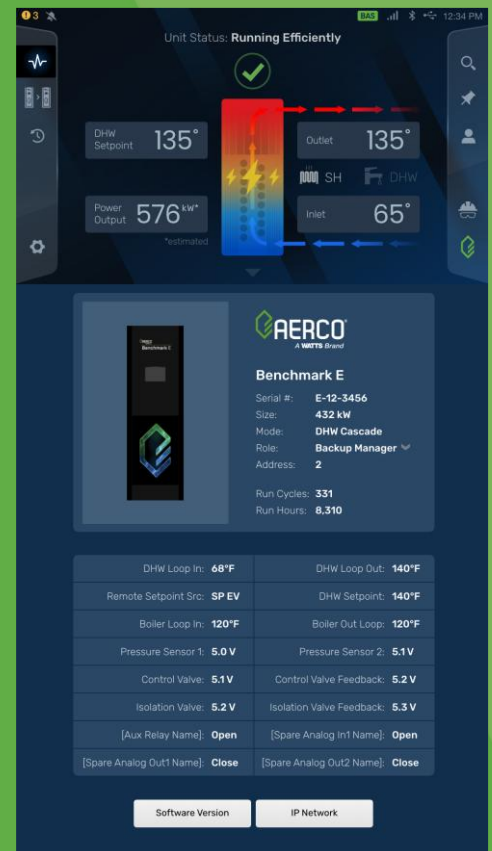 3
BAS
12:34 PM
Unit Status: Running Efficiently
DHW Setpoint 135°
Outlet 135°
SH DHW
Power Output 576 kW*
*estimated
Inlet 65°
AERCO
A WATTS Brand
Benchmark E
Benchmark E
Serial #: E-12-3456
Size: 432 kW
Mode: DHW Cascade
Role: Backup Manager
Address: 2
Run Cycles: 331
Run Hours: 8,310
DHW Loop In: 68°F DHW Loop Out: 140°F
Remote Setpoint Src: SP EV DHW Setpoint: 140°F
Boiler Loop In: 120°F Boiler Out Loop: 120°F
Pressure Sensor 1: 5.0 V Pressure Sensor 2: 5.1 V
Control Valve: 5.1 V Control Valve Feedback: 5.2 V
Isolation Valve: 5.2 V Isolation Valve Feedback: 5.3 V
[Aux Relay Name]: Open [Spare Analog In1 Name]: Open
[Spare Analog Out1 Name]: Close [Spare Analog Out2 Name]: Close
Software Version IP Network